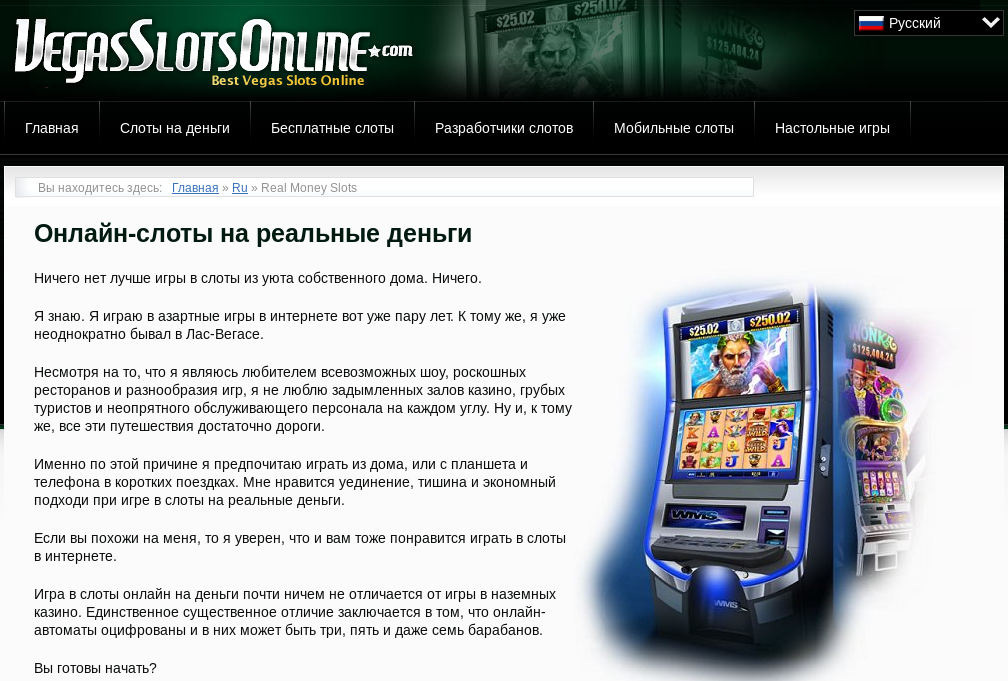 VegasSlotsOnline.com
Best Vegas Slots Online
$25.02
$250.02
$125,404.24
Русский
Главная
Слоты на деньги
Бесплатные слоты
Разработчики слотов
Мобильные слоты
Настольные игры
Вы находитесь здесь: Главная » Ru » Real Money Slots
Онлайн-слоты на реальные деньги
Ничего нет лучше игры в слоты из уюта собственного дома. Ничего.
Я знаю. Я играю в азартные игры в интернете вот уже пару лет. К тому же, я уже
неоднократно бывал в Лас-Вегасе.
Несмотря на то, что я являюсь любителем всевозможных шоу, роскошных
ресторанов и разнообразия игр, я не люблю задымленных залов казино, грубых
туристов и неопрятного обслуживающего персонала на каждом углу. Ну и, к тому
же, все эти путешествия достаточно дороги.
Именно по этой причине я предпочитаю играть из дома, или с планшета и
телефона в коротких поездках. Мне нравится уединение, тишина и экономный
подходи при игре в слоты на реальные деньги.
Если вы похожи на меня, то я уверен, что и вам тоже понравится играть в слоты
в интернете.
Игра в слоты онлайн на деньги почти ничем не отличается от игры в наземных
казино. Единственное существенное отличие заключается в том, что онлайн-
автоматы оцифрованы и в них может быть три, пять и даже семь барабанов.
Вы готовы начать?
$25.02
$250.02
WONKA
$125,404.24
K
A
J
J
A
WMS
WMS